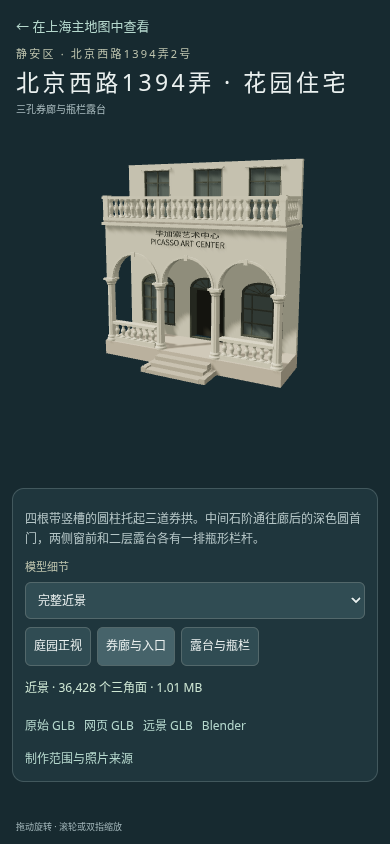 ← 在上海主地图中查看
静安区 · 北京西路1394弄2号
北京西路1394弄 · 花园住宅
三孔券廊与瓶栏露台
毕加索艺术中心
PICASSO ART CENTER
四根带竖槽的圆柱托起三道券拱。中间石阶通往廊后的深色圆首
门，两侧窗前和二层露台各有一排瓶形栏杆。
模型细节
完整近景
庭园正视 券廊与入口 露台与瓶栏
近景 · 36,428 个三角面 · 1.01 MB
原始 GLB 网页 GLB 远景 GLB Blender
制作范围与照片来源
拖动旋转 · 滚轮或双指缩放